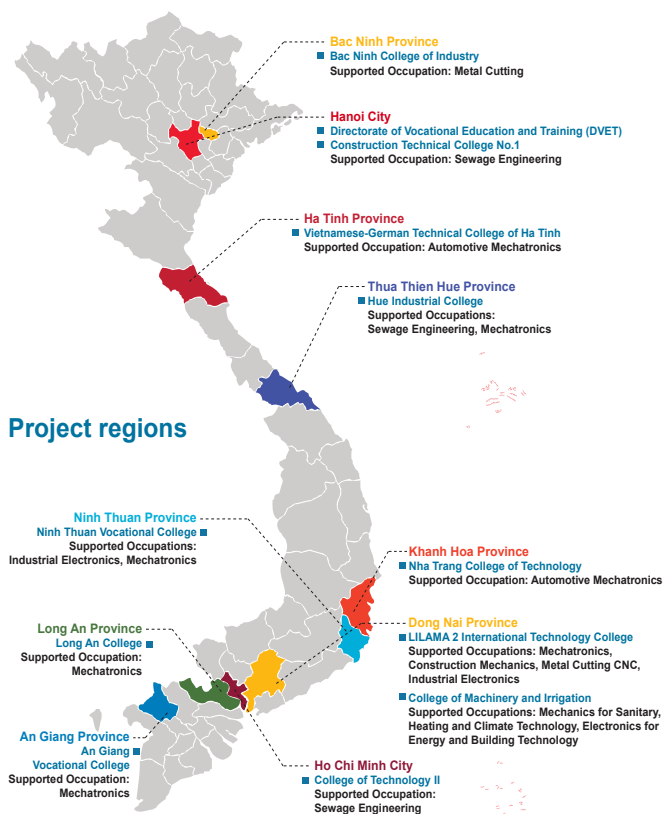 Bac Ninh Province
Bac Ninh College of Industry
Supported Occupation: Metal Cutting
Hanoi City
Directorate of Vocational Education and Training (DVET)
Construction Technical College No.1
Supported Occupation: Sewage Engineering
Ha Tinh Province
Vietnamese-German Technical College of Ha Tinh
Supported Occupation: Automotive Mechatronics
Thua Thien Hue Province
Hue Industrial College
Supported Occupations:
Sewage Engineering, Mechatronics
Project regions
Ninh Thuan Province
Ninh Thuan Vocational College
Supported Occupations:
Industrial Electronics, Mechatronics
Khanh Hoa Province
Nha Trang College of Technology
Supported Occupation: Automotive Mechatronics
Long An Province
Long An College
Supported Occupation:
Mechatronics
Dong Nai Province
LILAMA 2 International Technology College
Supported Occupations: Mechatronics,
Construction Mechanics, Metal Cutting CNC,
Industrial Electronics
College of Machinery and Irrigation
Supported Occupations: Mechanics for Sanitary,
Heating and Climate Technology, Electronics for
Energy and Building Technology
An Giang Province
An Giang
Vocational College
Supported Occupation:
Mechatronics
Ho Chi Minh City
College of Technology II
Supported Occupation:
Sewage Engineering